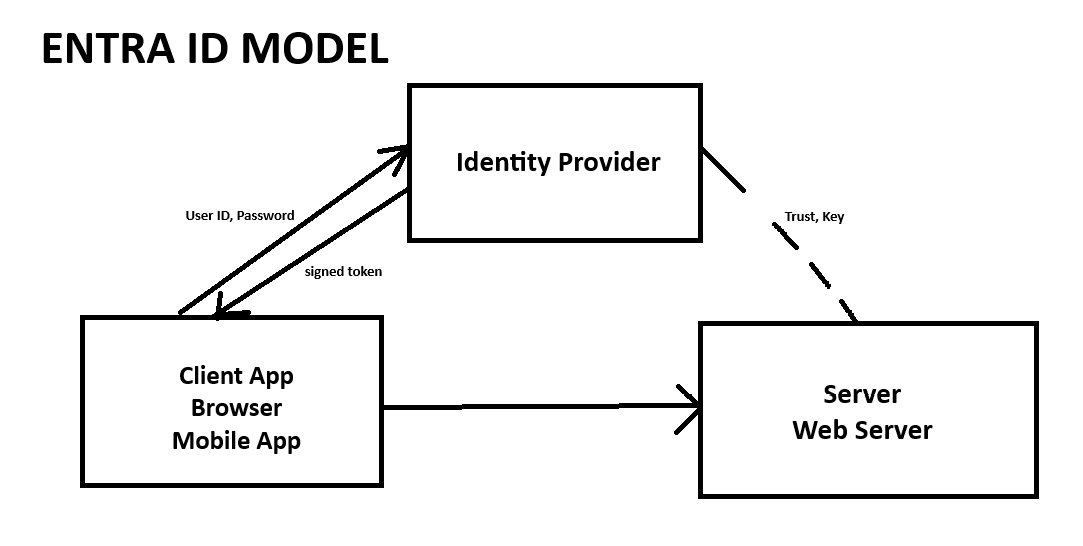 ENTRA ID MODEL
Identity Provider
User ID, Password
Trust, Key
signed token
Client App
Browser
Mobile App
Server
Web Server